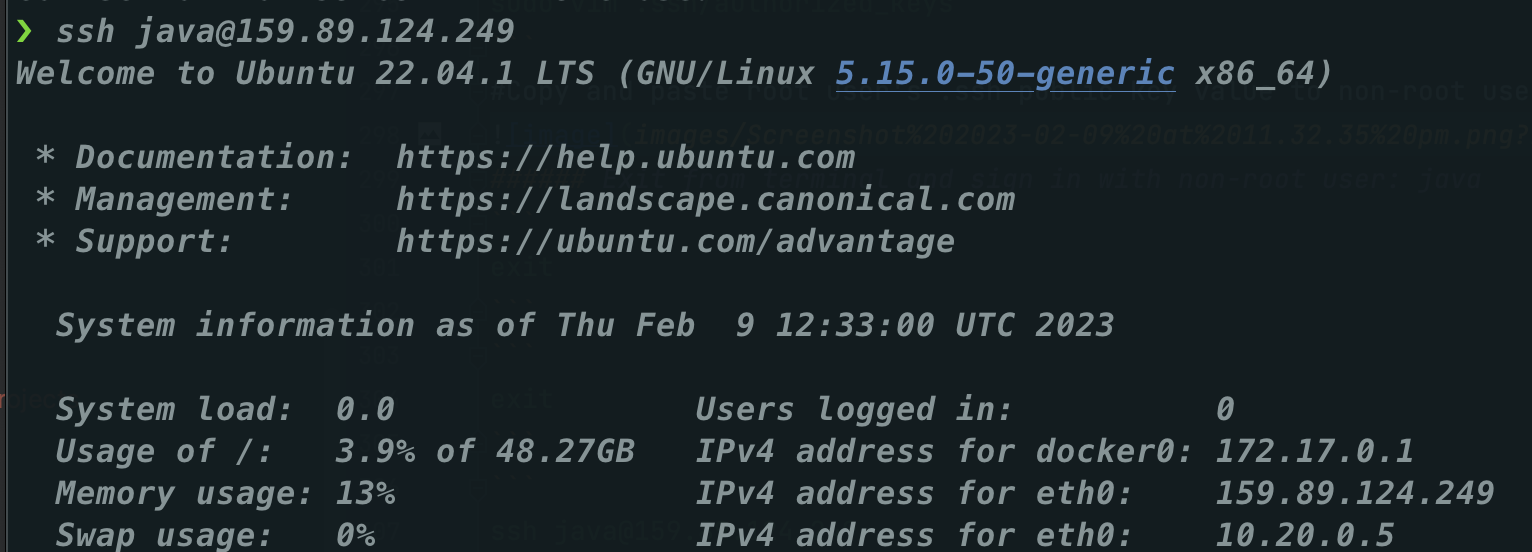 ❯ ssh java@159.89.124.249
Welcome to Ubuntu 22.04.1 LTS (GNU/Linux 5.15.0-50-generic x86_64)
* Documentation:  https://help.ubuntu.com
* Management:     https://landscape.canonical.com
* Support:        https://ubuntu.com/advantage
System information as of Thu Feb  9 12:33:00 UTC 2023
System load:  0.0               Users logged in:          0
Usage of /:   3.9% of 48.27GB   IPv4 address for docker0: 172.17.0.1
Memory usage: 13%               IPv4 address for eth0:    159.89.124.249
Swap usage:   0%                IPv4 address for eth0:    10.20.0.5